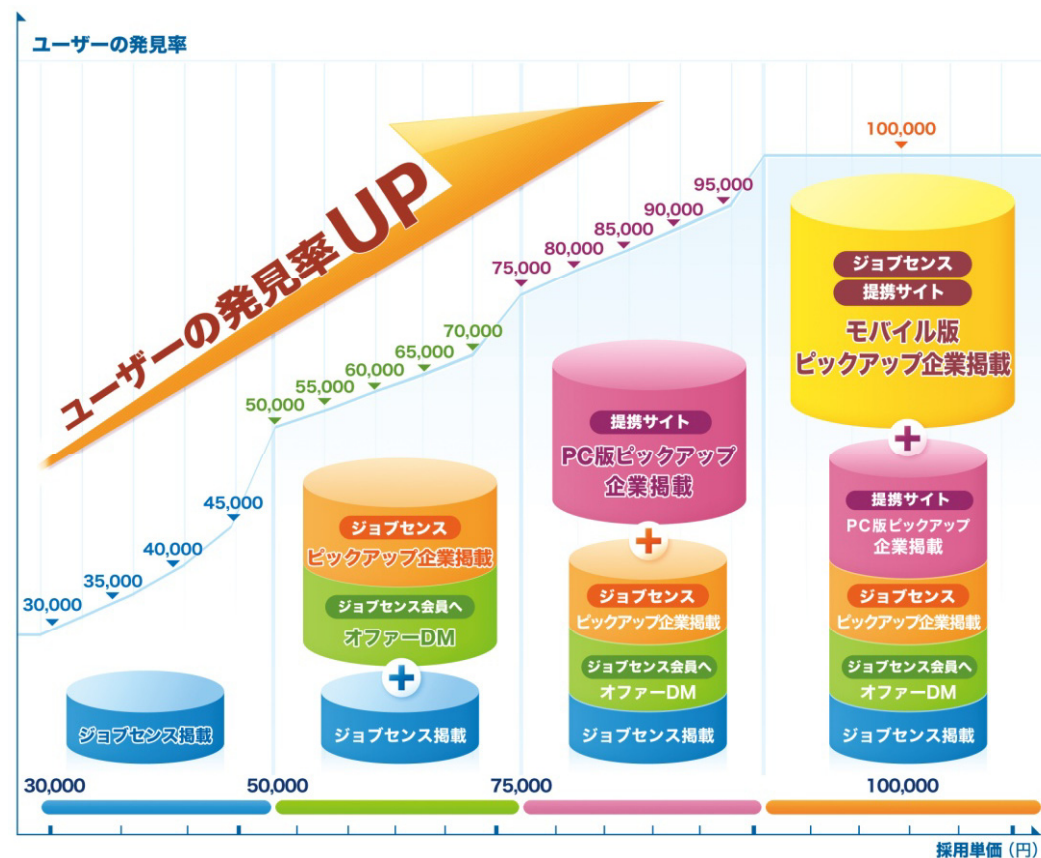 ユーザーの発見率
ユーザーの発見率UP
30,000
35,000
40,000
45,000
50,000
55,000
60,000
65,000
70,000
75,000
80,000
85,000
90,000
95,000
100,000
ジョブセンス掲載
ジョブセンス
ピックアップ企業掲載
ジョブセンス会員へ
オファーDM
+
ジョブセンス掲載
提携サイト
PC版ピックアップ
企業掲載
+
ジョブセンス
ピックアップ企業掲載
ジョブセンス会員へ
オファーDM
ジョブセンス掲載
ジョブセンス
提携サイト
モバイル版
ピックアップ企業掲載
+
提携サイト
PC版ピックアップ
企業掲載
ジョブセンス
ピックアップ企業掲載
ジョブセンス会員へ
オファーDM
ジョブセンス掲載
30,000
50,000
75,000
100,000
採用単価(円)